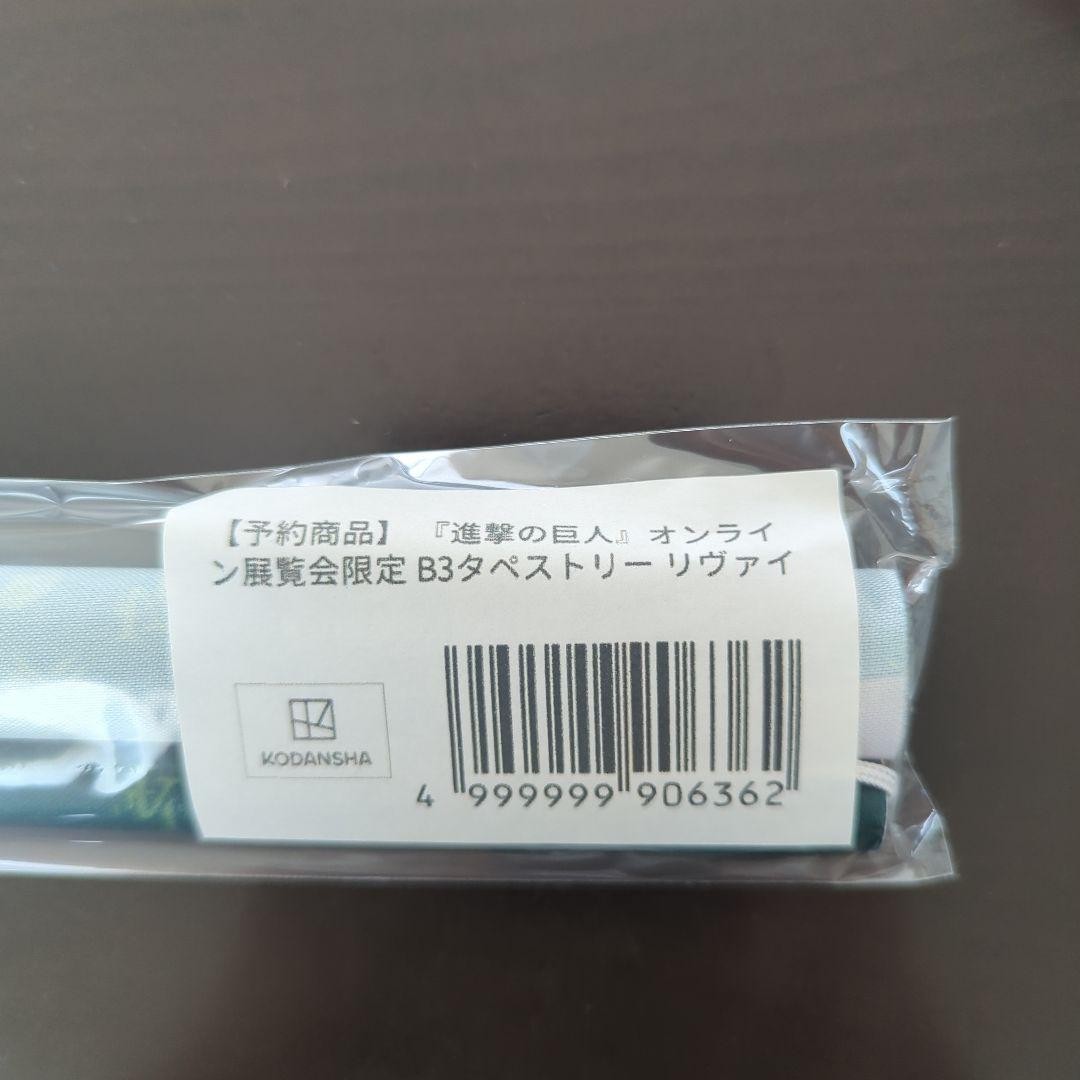 【予約商品】 『進撃の巨人』オンライ
ン展覧会限定 B3タペストリー リヴァイ
KODANSHA
4 999999 906362